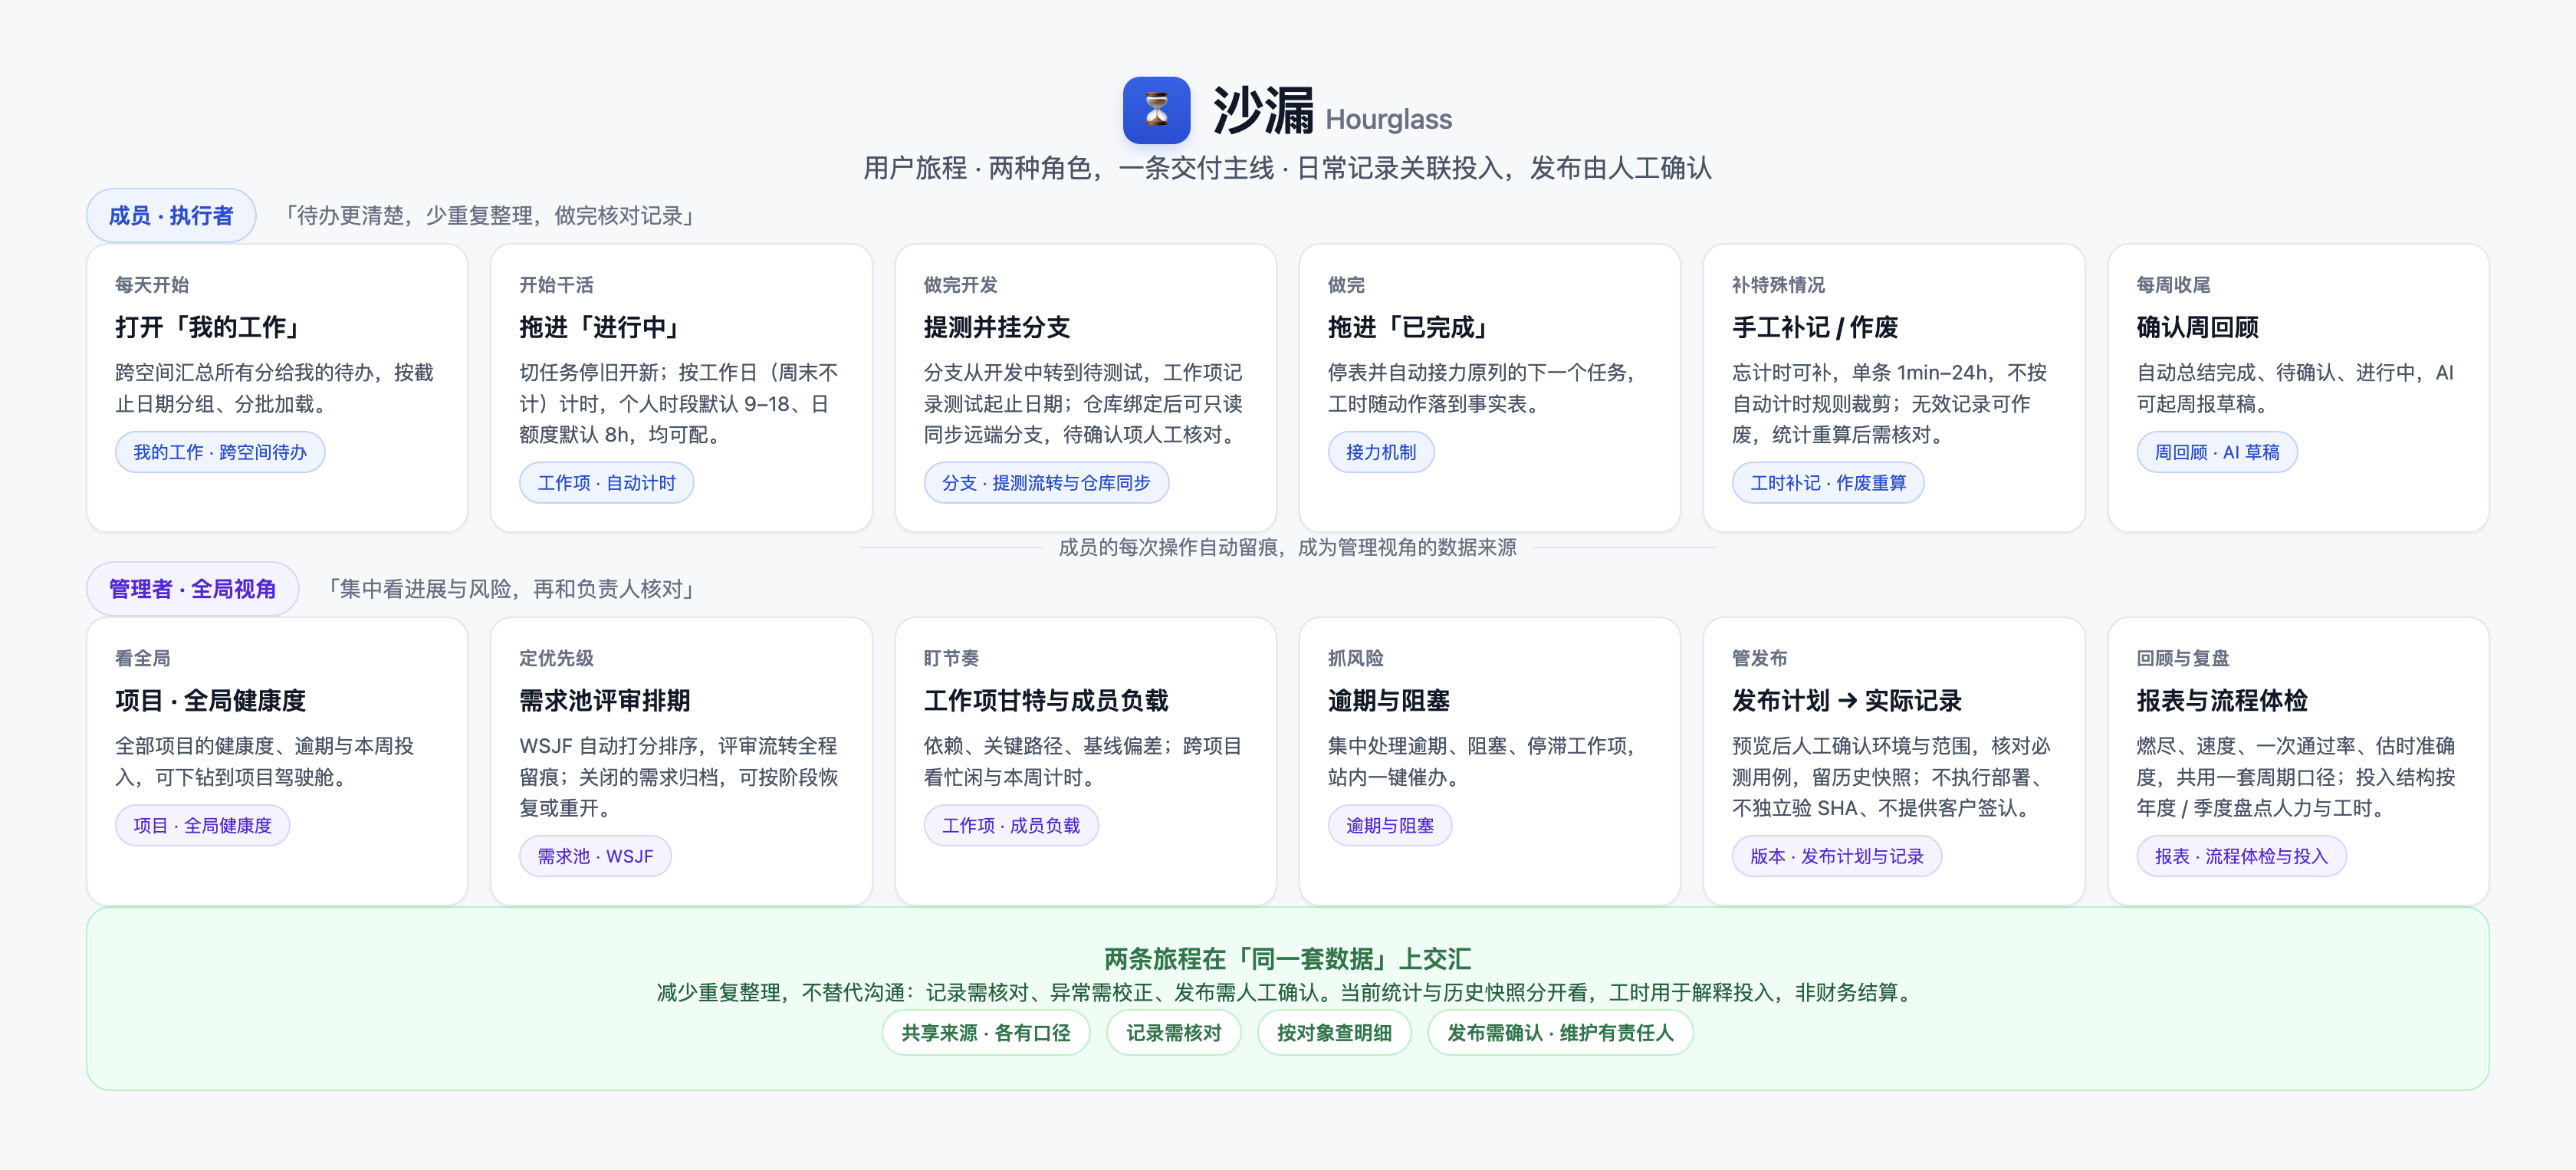 沙漏 Hourglass
用户旅程 · 两种角色，一条交付主线 · 日常记录关联投入，发布由人工确认
成员 · 执行者 「待办更清楚，少重复整理，做完核对记录」
每天开始
打开「我的工作」
跨空间汇总所有分给我的待办，按截
止日期分组、分批加载。
我的工作 · 跨空间待办
开始干活
拖进「进行中」
切任务停旧开新；按工作日（周末不
计）计时，个人时段默认 9–18、日
额度默认 8h，均可配。
工作项 · 自动计时
做完开发
提测并挂分支
分支从开发中转到待测试，工作项记
录测试起止日期；仓库绑定后可只读
同步远端分支，待确认项人工核对。
分支 · 提测流转与仓库同步
做完
拖进「已完成」
停表并自动接力原列的下一个任务，
工时随动作落到事实表。
接力机制
补特殊情况
手工补记 / 作废
忘计时可补，单条 1min–24h，不按
自动计时规则裁剪；无效记录可作
废，统计重算后需核对。
工时补记 · 作废重算
每周收尾
确认周回顾
自动总结完成、待确认、进行中，AI
可起周报草稿。
周回顾 · AI 草稿
成员的每次操作自动留痕，成为管理视角的数据来源
管理者 · 全局视角 「集中看进展与风险，再和负责人核对」
看全局
项目 · 全局健康度
全部项目的健康度、逾期与本周投
入，可下钻到项目驾驶舱。
项目 · 全局健康度
定优先级
需求池评审排期
WSJF 自动打分排序，评审流转全程
留痕；关闭的需求归档，可按阶段恢
复或重开。
需求池 · WSJF
盯节奏
工作项甘特与成员负载
依赖、关键路径、基线偏差；跨项目
看忙闲与本周计时。
工作项 · 成员负载
抓风险
逾期与阻塞
集中处理逾期、阻塞、停滞工作项，
站内一键催办。
逾期与阻塞
管发布
发布计划 → 实际记录
预览后人工确认环境与范围，核对必
测用例，留历史快照；不执行部署、
不独立验 SHA、不提供客户签认。
版本 · 发布计划与记录
回顾与复盘
报表与流程体检
燃尽、速度、一次通过率、估时准确
度，共用一套周期口径；投入结构按
年度 / 季度盘点人力与工时。
报表 · 流程体检与投入
两条旅程在「同一套数据」上交汇
减少重复整理，不替代沟通：记录需核对、异常需校正、发布需人工确认。当前统计与历史快照分开看，工时用于解释投入，非财务结算。
共享来源 · 各有口径 记录需核对 按对象查明细 发布需确认 · 维护有责任人